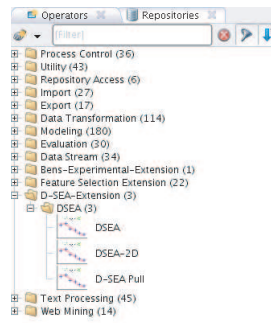 Operators Repositories
[Filter]
Process Control (36)
Utility (43)
Repository Access (6)
Import (27)
Export (17)
Data Transformation (114)
Modeling (180)
Evaluation (30)
Data Stream (34)
Bens-Experimental-Extension (1)
Feature Selection Extension (22)
D-SEA-Extension (3)
DSEA (3)
DSEA
DSEA-2D
D-SEA Pull
Text Processing (45)
Web Mining (14)